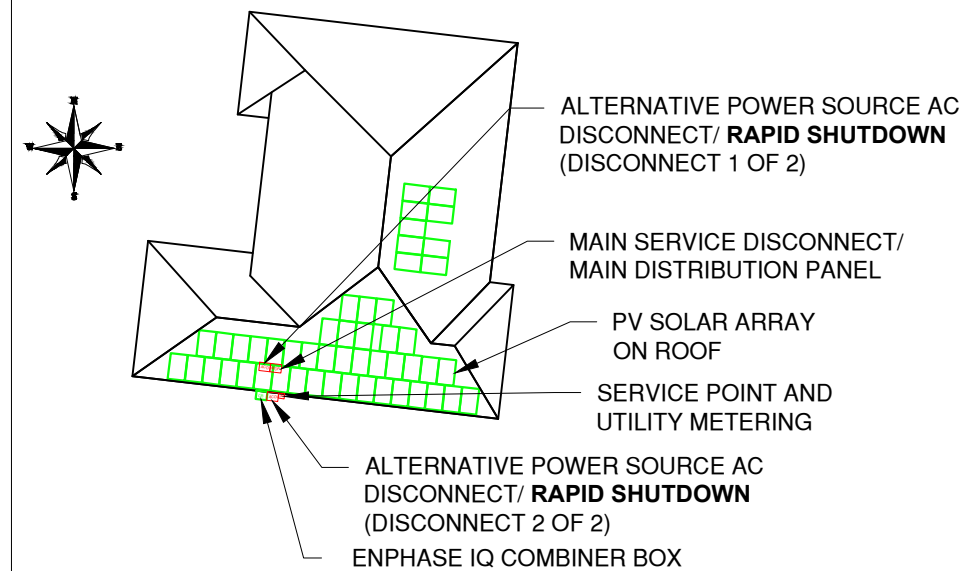 ALTERNATIVE POWER SOURCE AC
DISCONNECT/ RAPID SHUTDOWN
(DISCONNECT 1 OF 2)
MAIN SERVICE DISCONNECT/
MAIN DISTRIBUTION PANEL
PV SOLAR ARRAY
ON ROOF
SERVICE POINT AND
UTILITY METERING
ALTERNATIVE POWER SOURCE AC
DISCONNECT/ RAPID SHUTDOWN
(DISCONNECT 2 OF 2)
ENPHASE IQ COMBINER BOX